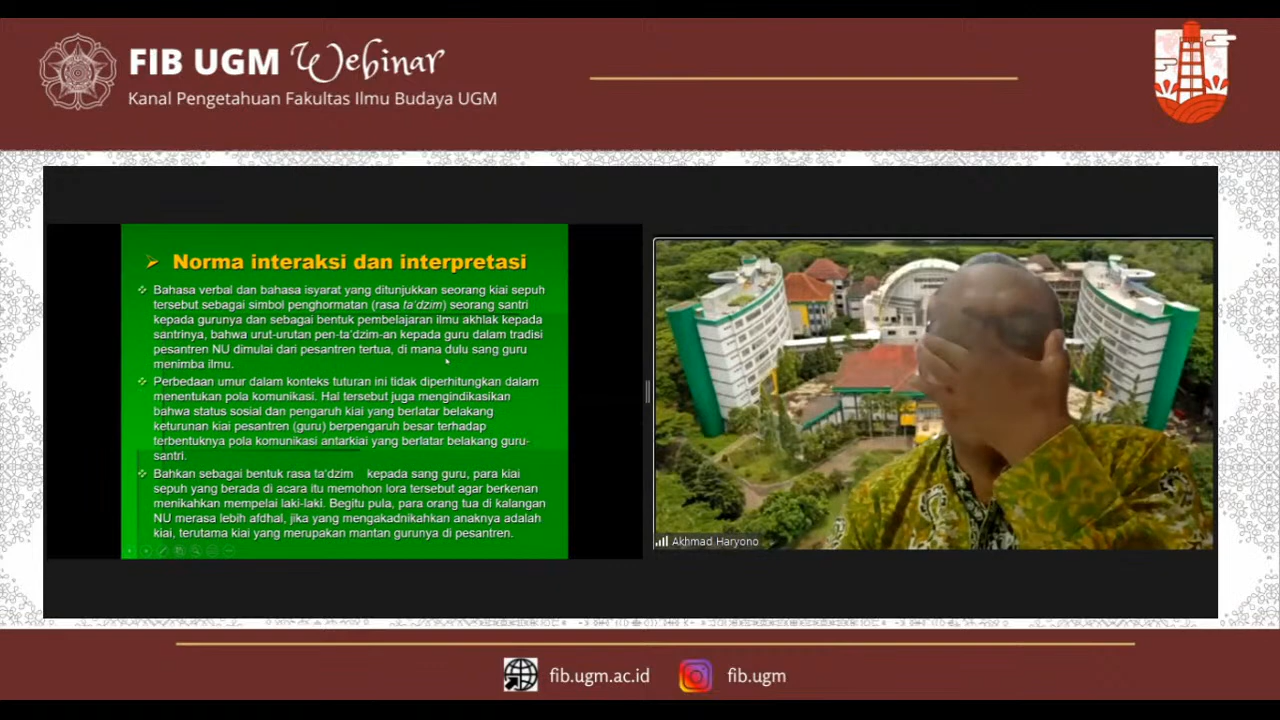 FIB UGM Webinar
Kanal Pengetahuan Fakultas Ilmu Budaya UGM
Norma interaksi dan interpretasi
Bahasa verbal dan bahasa isyarat yang ditunjukkan seorang kiai sepuh
tersebut sebagai simbol penghormatan (rasa ta'dzim) seorang santri
kepada gurunya dan sebagai bentuk pembelajaran ilmu akhlak kepada
santrinya, bahwa urut-urutan pen-ta'dzim-an kepada guru dalam tradisi
pesantren NU dimulai dari pesantren tertua, di mana dulu sang guru
menimba ilmu.
Perbedaan umur dalam konteks tuturan ini tidak diperhitungkan dalam
menentukan pola komunikasi. Hal tersebut juga mengindikasikan
bahwa status sosial dan pengaruh kiai yang berlatar belakang
keturunan kiai pesantren (guru) berpengaruh besar terhadap
terbentuknya pola komunikasi antarkiai yang berlatar belakang guru-
santri.
Bahkan sebagai bentuk rasa ta'dzim kepada sang guru, para kiai
sepuh yang berada di acara itu memohon lora tersebut agar berkenan
menikahkan mempelai laki-laki. Begitu pula, para orang tua di kalangan
NU merasa lebih afdhal, jika yang mengakadnikahkan anaknya adalah
kiai, terutama kiai yang merupakan mantan gurunya di pesantren.
Akhmad Haryono
fib.ugm.ac.id
fib.ugm